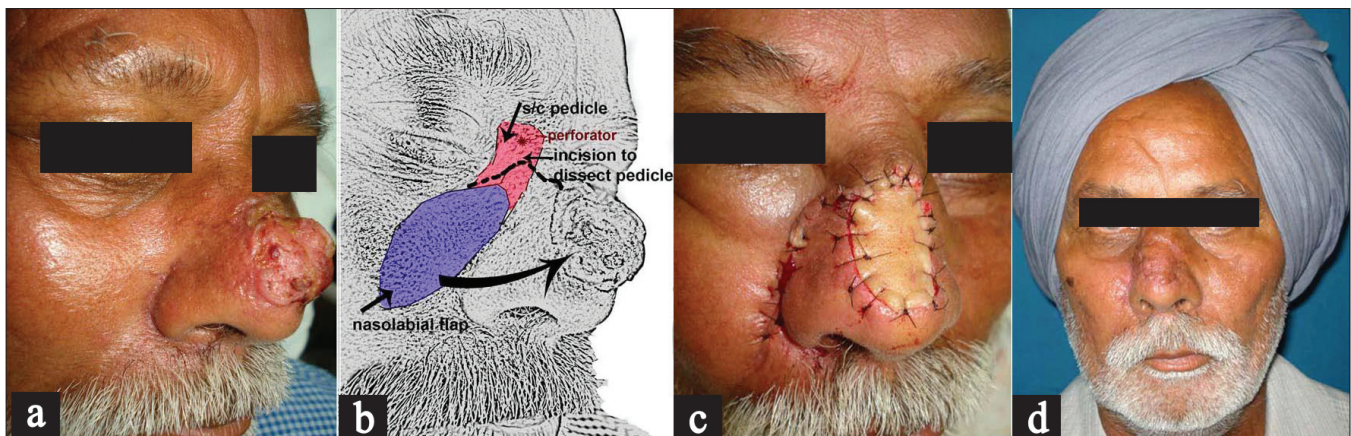 s/c pedicle
perforator
incision to
dissect pedicle
nasolabial flap
a
b
c
d